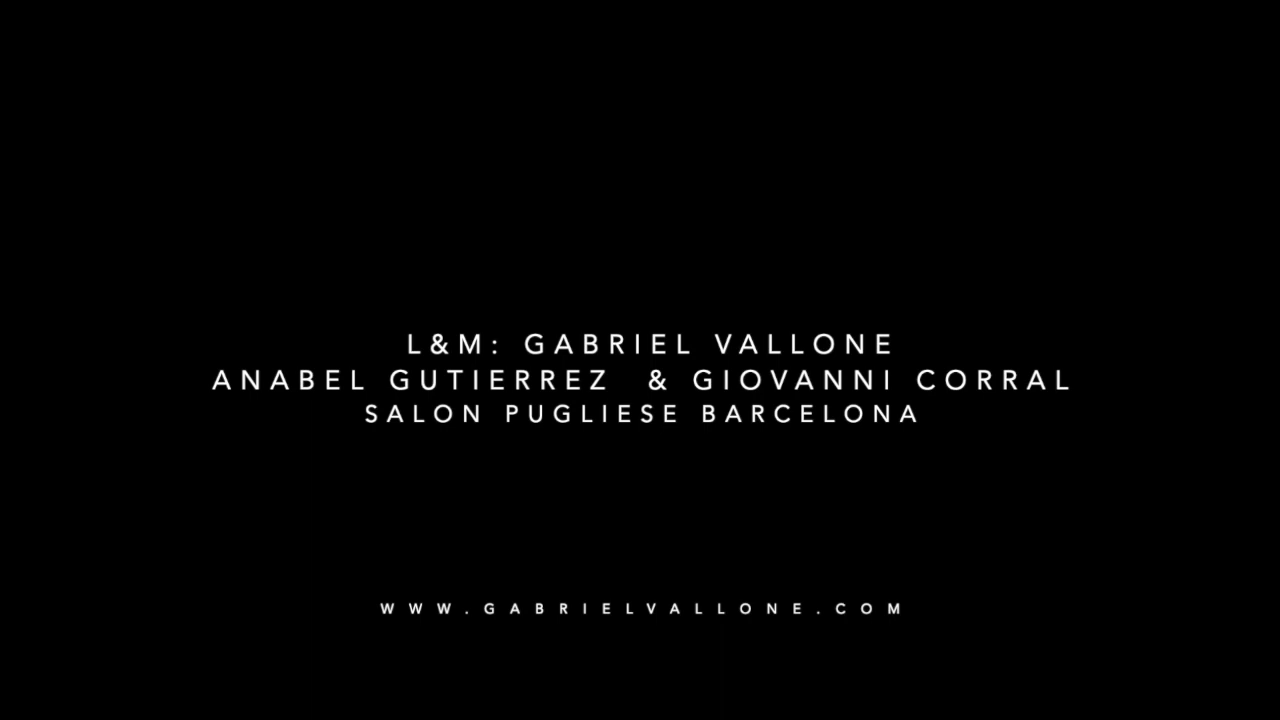 L&M: GABRIEL VALLONE
ANABEL GUTIERREZ & GIOVANNI CORRAL
SALON PUGLIESE BARCELONA
WWW.GABRIELVALLONE.COM